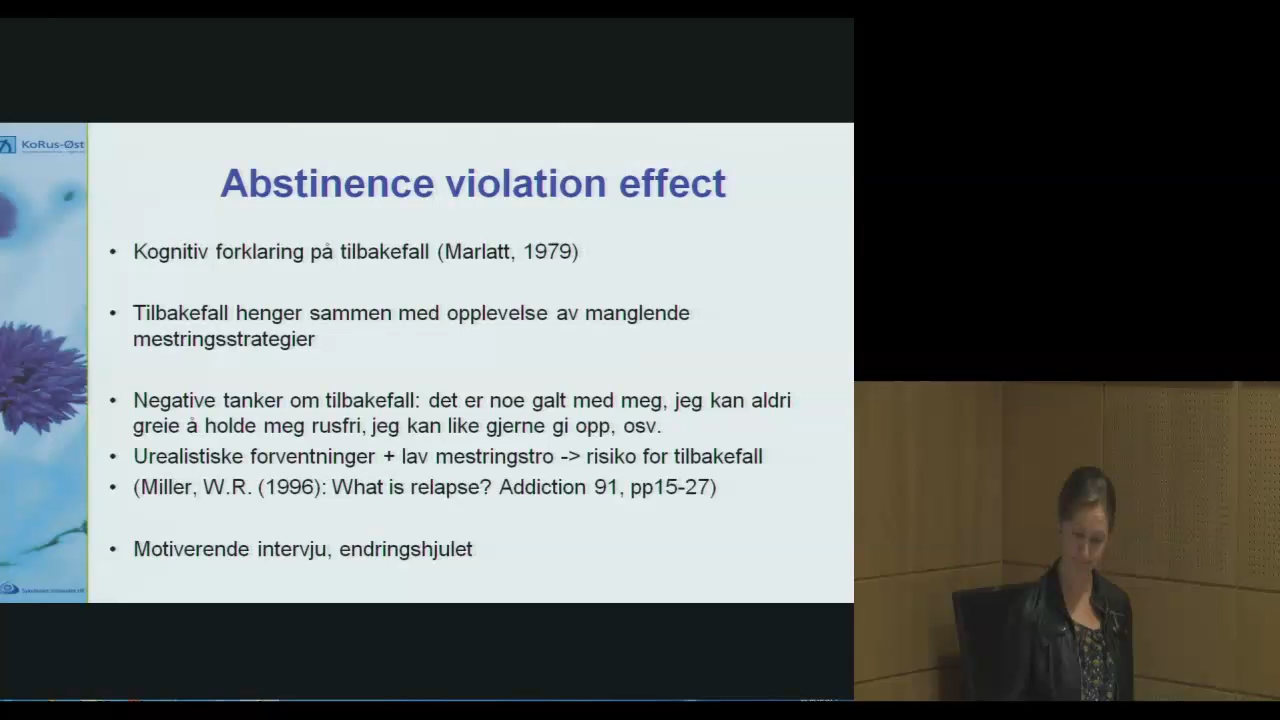 KoRus-Øst
Abstinence violation effect
• Kognitiv forklaring på tilbakefall (Marlatt, 1979)
• Tilbakefall henger sammen med opplevelse av manglende
mestringsstrategier
• Negative tanker om tilbakefall: det er noe galt med meg, jeg kan aldri
greie å holde meg rusfri, jeg kan like gjerne gi opp, osv.
• Urealistiske forventninger + lav mestringstro -> risiko for tilbakefall
• (Miller, W.R. (1996): What is relapse? Addiction 91, pp15-27)
• Motiverende intervju, endringshjulet